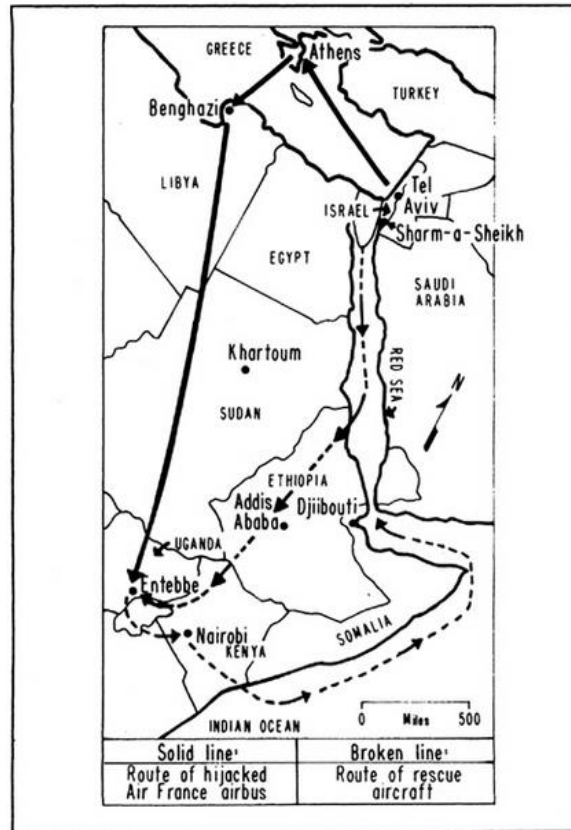 GREECE
Athens
TURKEY
Benghazi
LIBYA
Tel
Aviv
ISRAEL
Sharm-a-Sheikh
EGYPT
SAUDI
ARABIA
Khartoum
RED SEA
N
SUDAN
ETHIOPIA
Addis
Ababa
Djiibouti
UGANDA
Entebbe
Nairobi
KENYA
SOMALIA
0 Miles 500
INDIAN OCEAN
Solid line:
Route of hijacked
Air France airbus
Broken line:
Route of rescue
aircraft